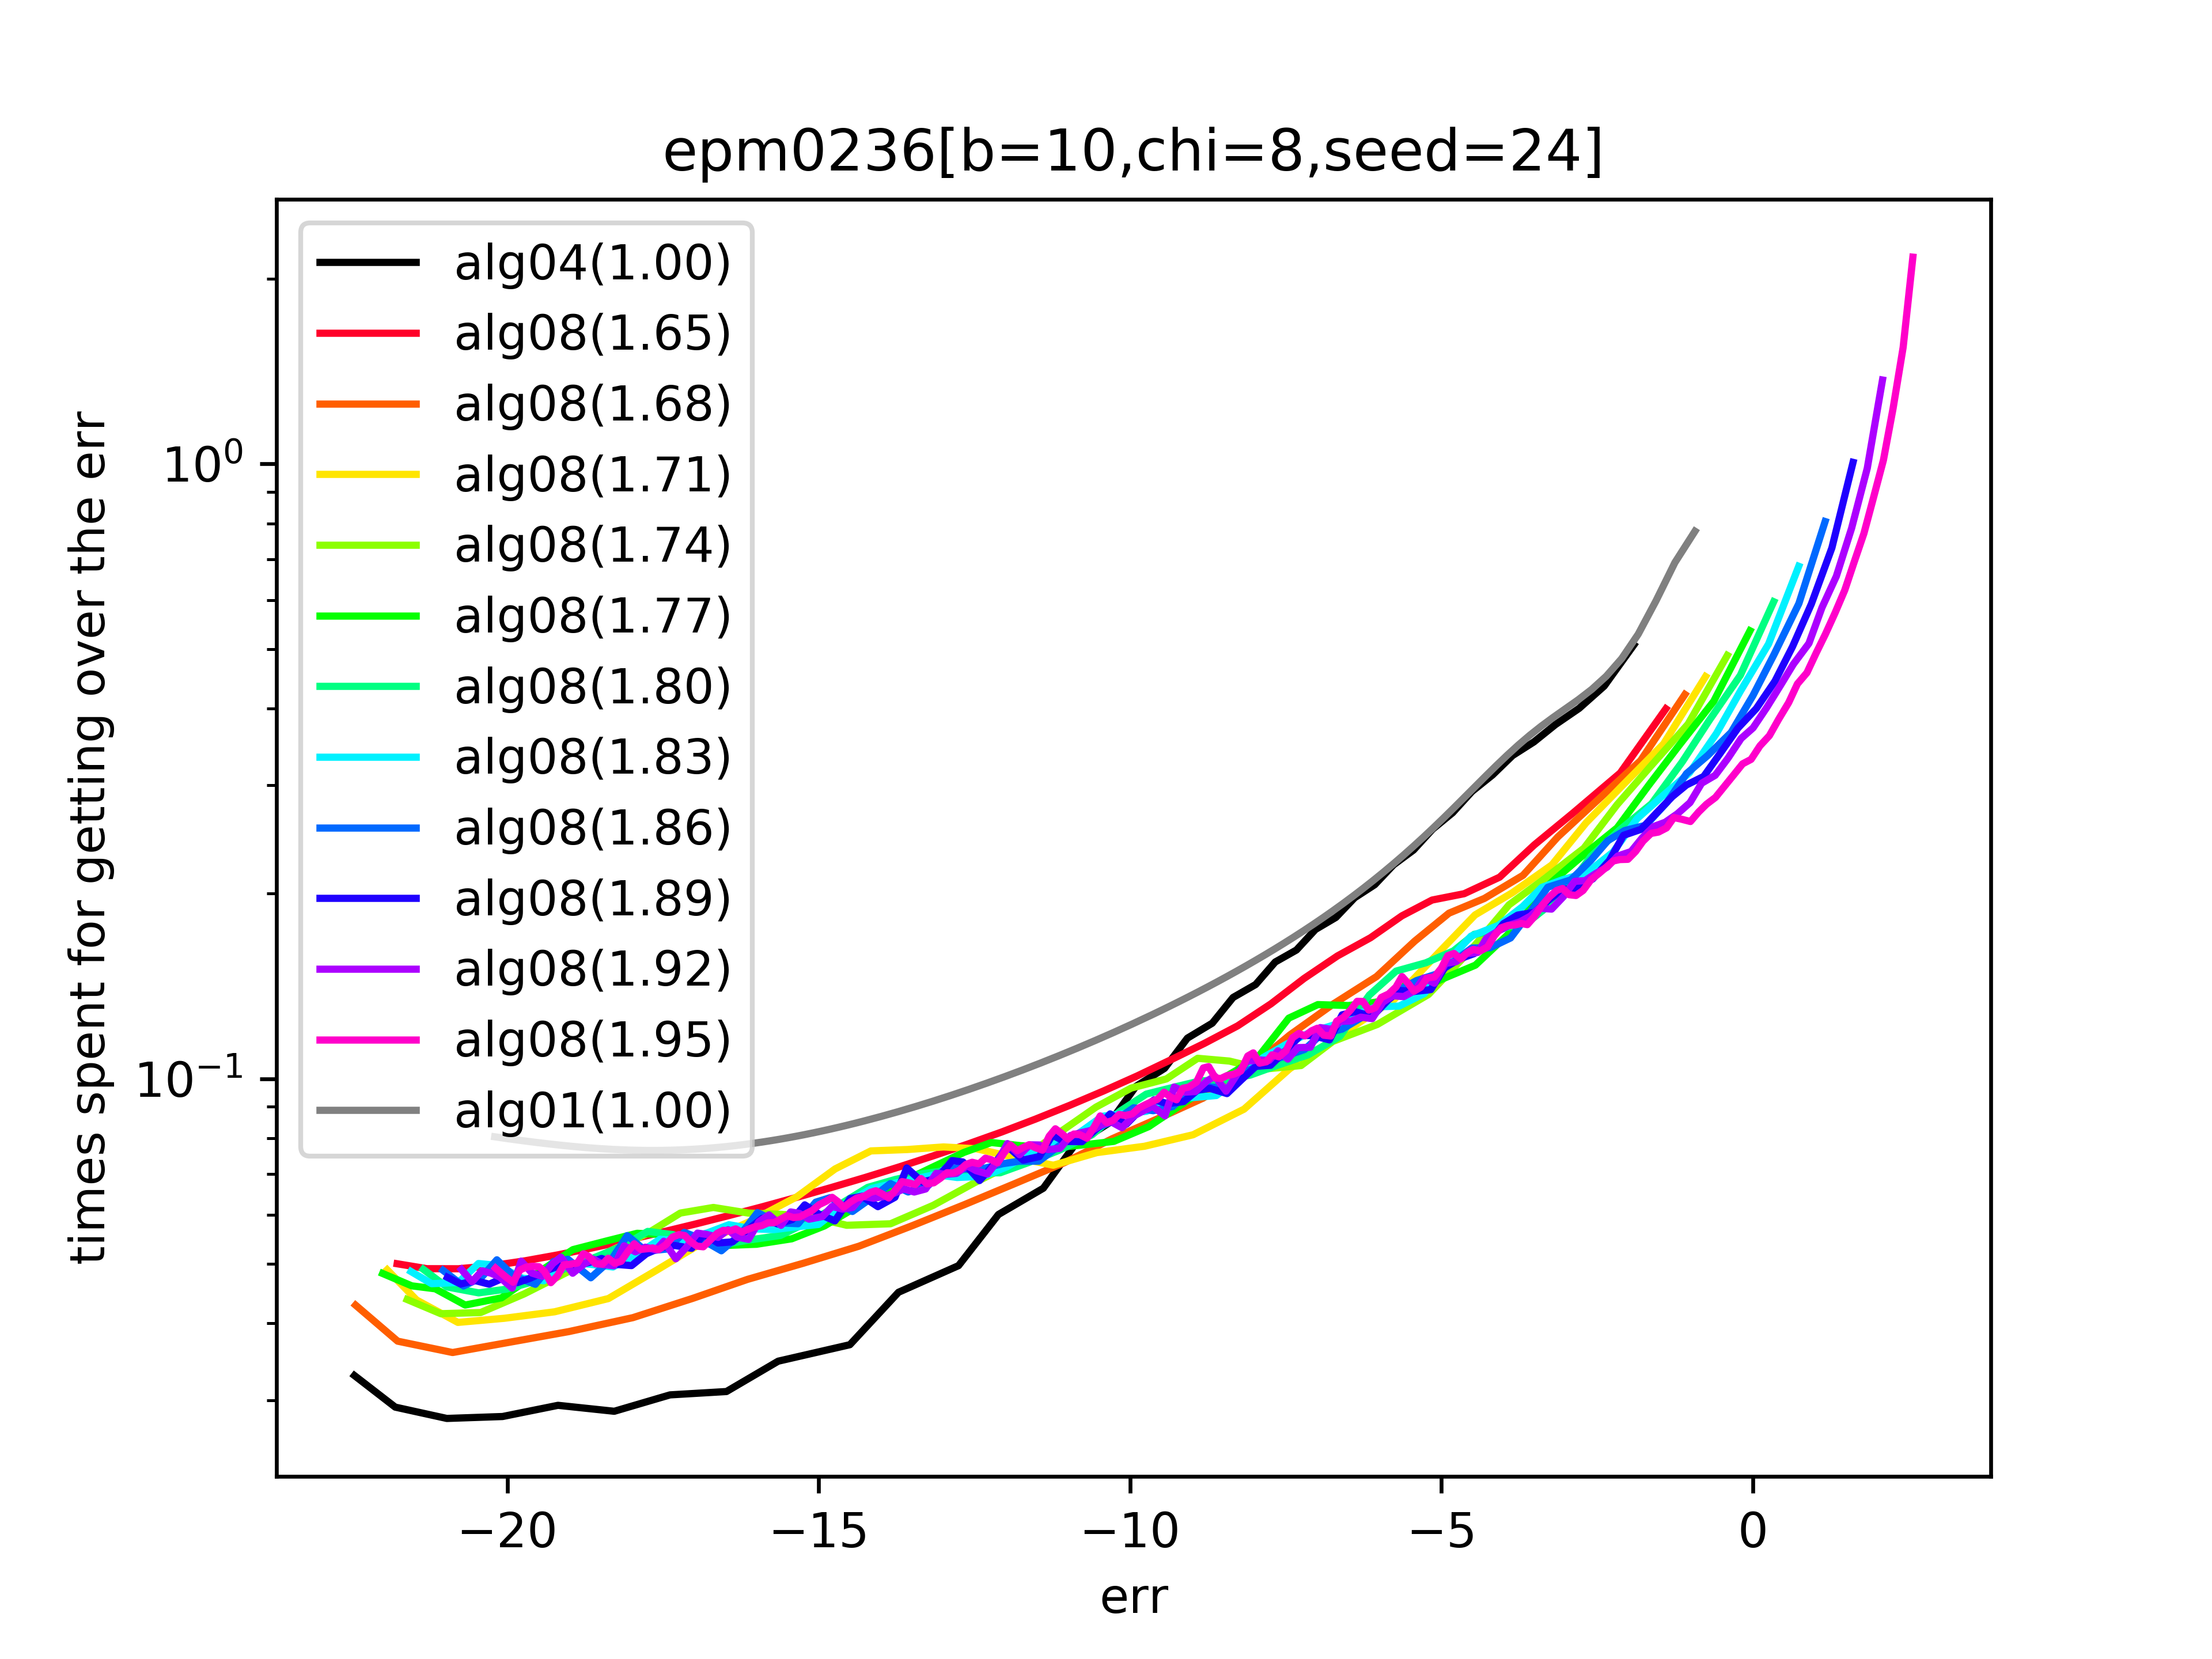 epm0236[b=10,chi=8,seed=24]
times spent for getting over the err
10⁰
10⁻¹
alg04(1.00)
alg08(1.65)
alg08(1.68)
alg08(1.71)
alg08(1.74)
alg08(1.77)
alg08(1.80)
alg08(1.83)
alg08(1.86)
alg08(1.89)
alg08(1.92)
alg08(1.95)
alg01(1.00)
−20 −15 −10 −5 0
err